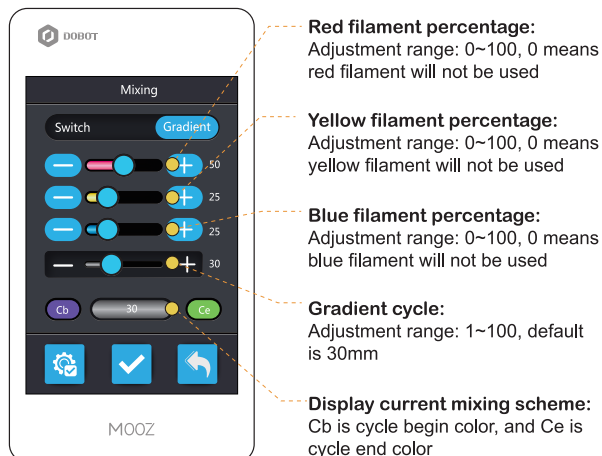 DOBOT
Mixing
Switch
Gradient
50
25
25
30
Cb
30
Ce
MOOZ
Red filament percentage:
Adjustment range: 0~100, 0 means
red filament will not be used
Yellow filament percentage:
Adjustment range: 0~100, 0 means
yellow filament will not be used
Blue filament percentage:
Adjustment range: 0~100, 0 means
blue filament will not be used
Gradient cycle:
Adjustment range: 1~100, default
is 30mm
Display current mixing scheme:
Cb is cycle begin color, and Ce is
cycle end color